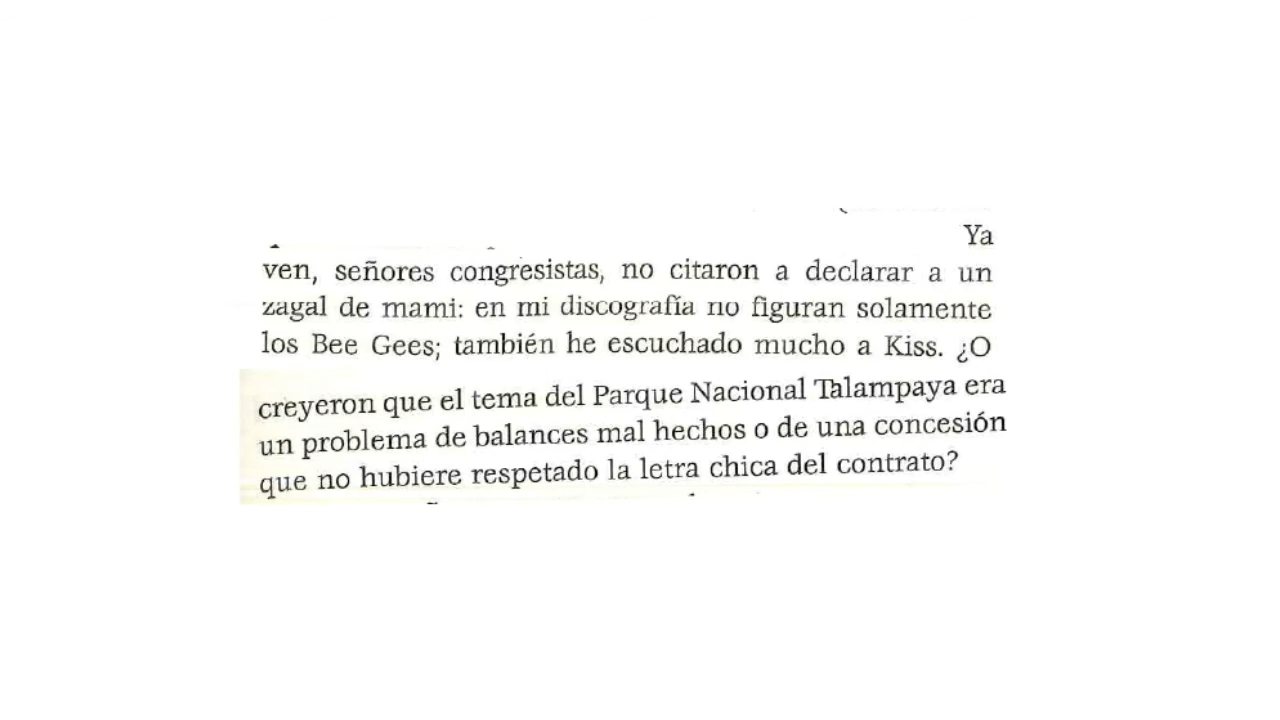 Ya
ven, señores congresistas, no citaron a declarar a un
zagal de mami: en mi discografía no figuran solamente
los Bee Gees; también he escuchado mucho a Kiss. ¿O
creyeron que el tema del Parque Nacional Talampaya era
un problema de balances mal hechos o de una concesión
que no hubiere respetado la letra chica del contrato?